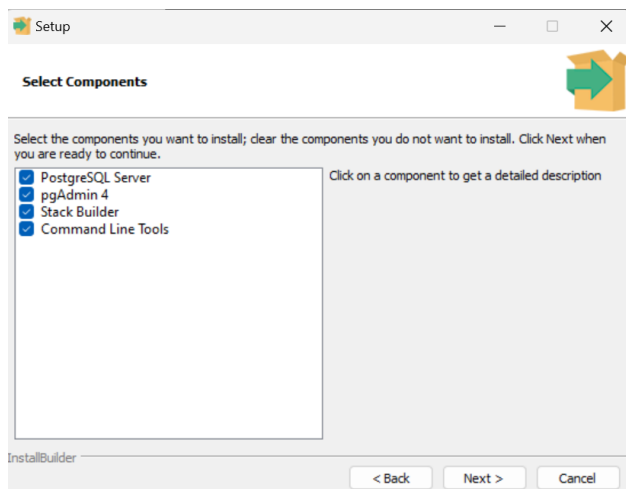 Setup
Select Components
Select the components you want to install; clear the components you do not want to install. Click Next when
you are ready to continue.
PostgreSQL Server
pgAdmin 4
Stack Builder
Command Line Tools
Click on a component to get a detailed description
InstallBuilder
< Back
Next >
Cancel